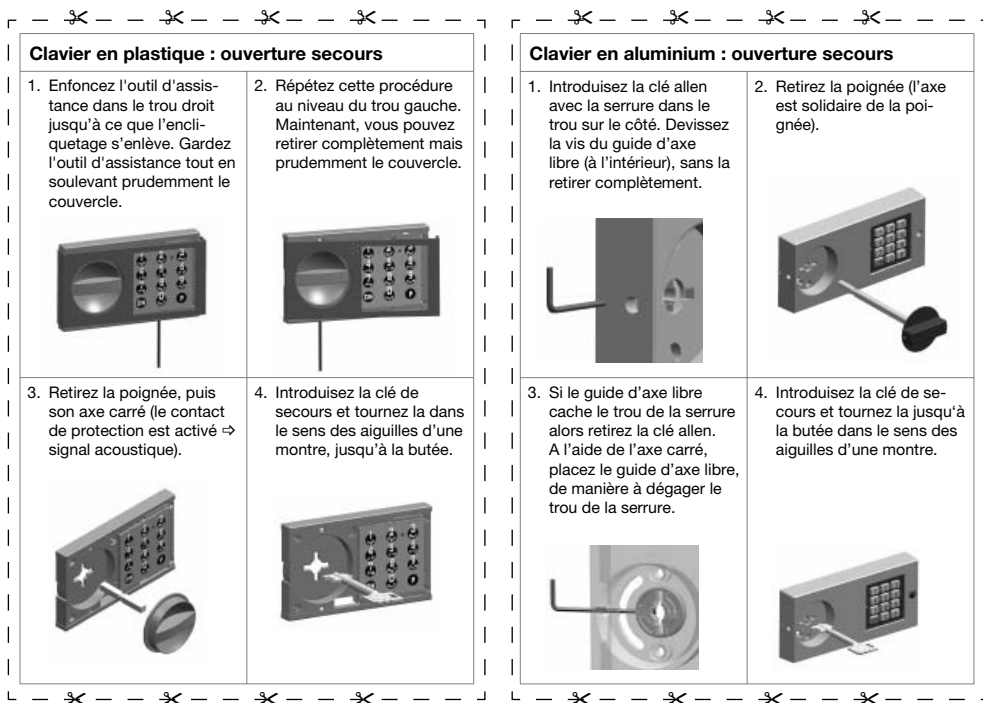 Clavier en plastique : ouverture secours
1. Enfoncez l'outil d'assis-
tance dans le trou droit
jusqu'à ce que l'encli-
quetage s'enlève. Gardez
l'outil d'assistance tout en
soulevant prudemment le
couvercle.
2. Répétez cette procédure
au niveau du trou gauche.
Maintenant, vous pouvez
retirer complètement mais
prudemment le couvercle.
3. Retirez la poignée, puis
son axe carré (le contact
de protection est activé ⇨
signal acoustique).
4. Introduisez la clé de
secours et tournez la dans
le sens des aiguilles d'une
montre, jusqu'à la butée.
Clavier en aluminium : ouverture secours
1. Introduisez la clé allen
avec la serrure dans le
trou sur le côté. Devissez
la vis du guide d'axe
libre (à l'intérieur), sans la
retirer complètement.
2. Retirez la poignée (l'axe
est solidaire de la poi-
gnée).
3. Si le guide d'axe libre
cache le trou de la serrure
alors retirez la clé allen.
A l'aide de l'axe carré,
placez le guide d'axe libre,
de manière à dégager le
trou de la serrure.
4. Introduisez la clé de se-
cours et tournez la jusqu'à
la butée dans le sens des
aiguilles d'une montre.